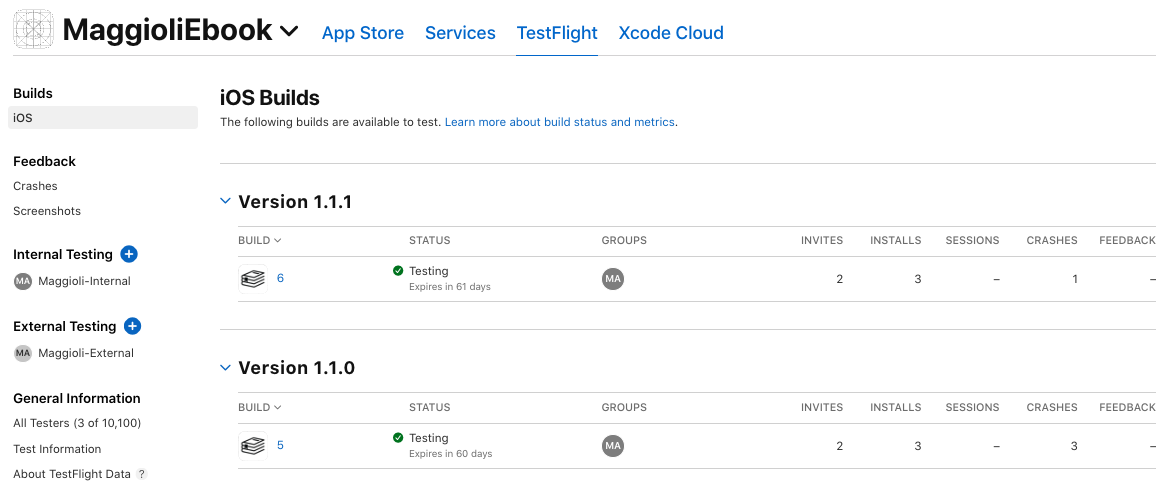 MaggioliEbook App Store Services TestFlight Xcode Cloud
Builds
iOS
Feedback
Crashes
Screenshots
Internal Testing
MA Maggioli-Internal
External Testing
MA Maggioli-External
General Information
All Testers (3 of 10,100)
Test Information
About TestFlight Data ?
iOS Builds
The following builds are available to test. Learn more about build status and metrics.
Version 1.1.1
BUILD STATUS GROUPS INVITES INSTALLS SESSIONS CRASHES FEEDBACK
6 Testing MA 2 3 – 1 –
Expires in 61 days
Version 1.1.0
BUILD STATUS GROUPS INVITES INSTALLS SESSIONS CRASHES FEEDBACK
5 Testing MA 2 3 – 3 –
Expires in 60 days